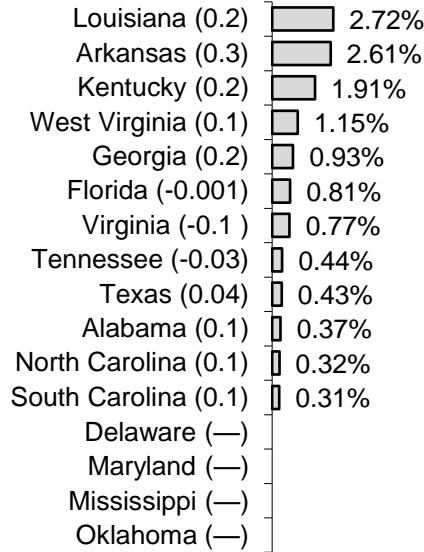 Louisiana (0.2) 2.72%
Arkansas (0.3) 2.61%
Kentucky (0.2) 1.91%
West Virginia (0.1) 1.15%
Georgia (0.2) 0.93%
Florida (-0.001) 0.81%
Virginia (-0.1 ) 0.77%
Tennessee (-0.03) 0.44%
Texas (0.04) 0.43%
Alabama (0.1) 0.37%
North Carolina (0.1) 0.32%
South Carolina (0.1) 0.31%
Delaware (—)
Maryland (—)
Mississippi (—)
Oklahoma (—)